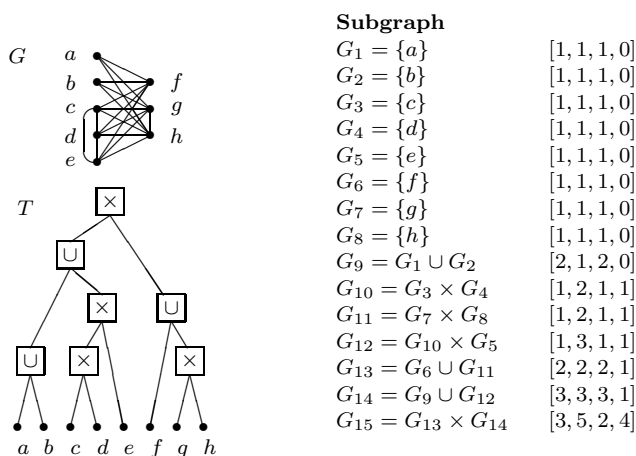 G
a
b
c
d
e
f
g
h
T
×
∪
×
∪
∪
×
×
a b c d e f g h
Subgraph
G₁ = {a} [1, 1, 1, 0]
G₂ = {b} [1, 1, 1, 0]
G₃ = {c} [1, 1, 1, 0]
G₄ = {d} [1, 1, 1, 0]
G₅ = {e} [1, 1, 1, 0]
G₆ = {f} [1, 1, 1, 0]
G₇ = {g} [1, 1, 1, 0]
G₈ = {h} [1, 1, 1, 0]
G₉ = G₁ ∪ G₂ [2, 1, 2, 0]
G₁₀ = G₃ × G₄ [1, 2, 1, 1]
G₁₁ = G₇ × G₈ [1, 2, 1, 1]
G₁₂ = G₁₀ × G₅ [1, 3, 1, 1]
G₁₃ = G₆ ∪ G₁₁ [2, 2, 2, 1]
G₁₄ = G₉ ∪ G₁₂ [3, 3, 3, 1]
G₁₅ = G₁₃ × G₁₄ [3, 5, 2, 4]